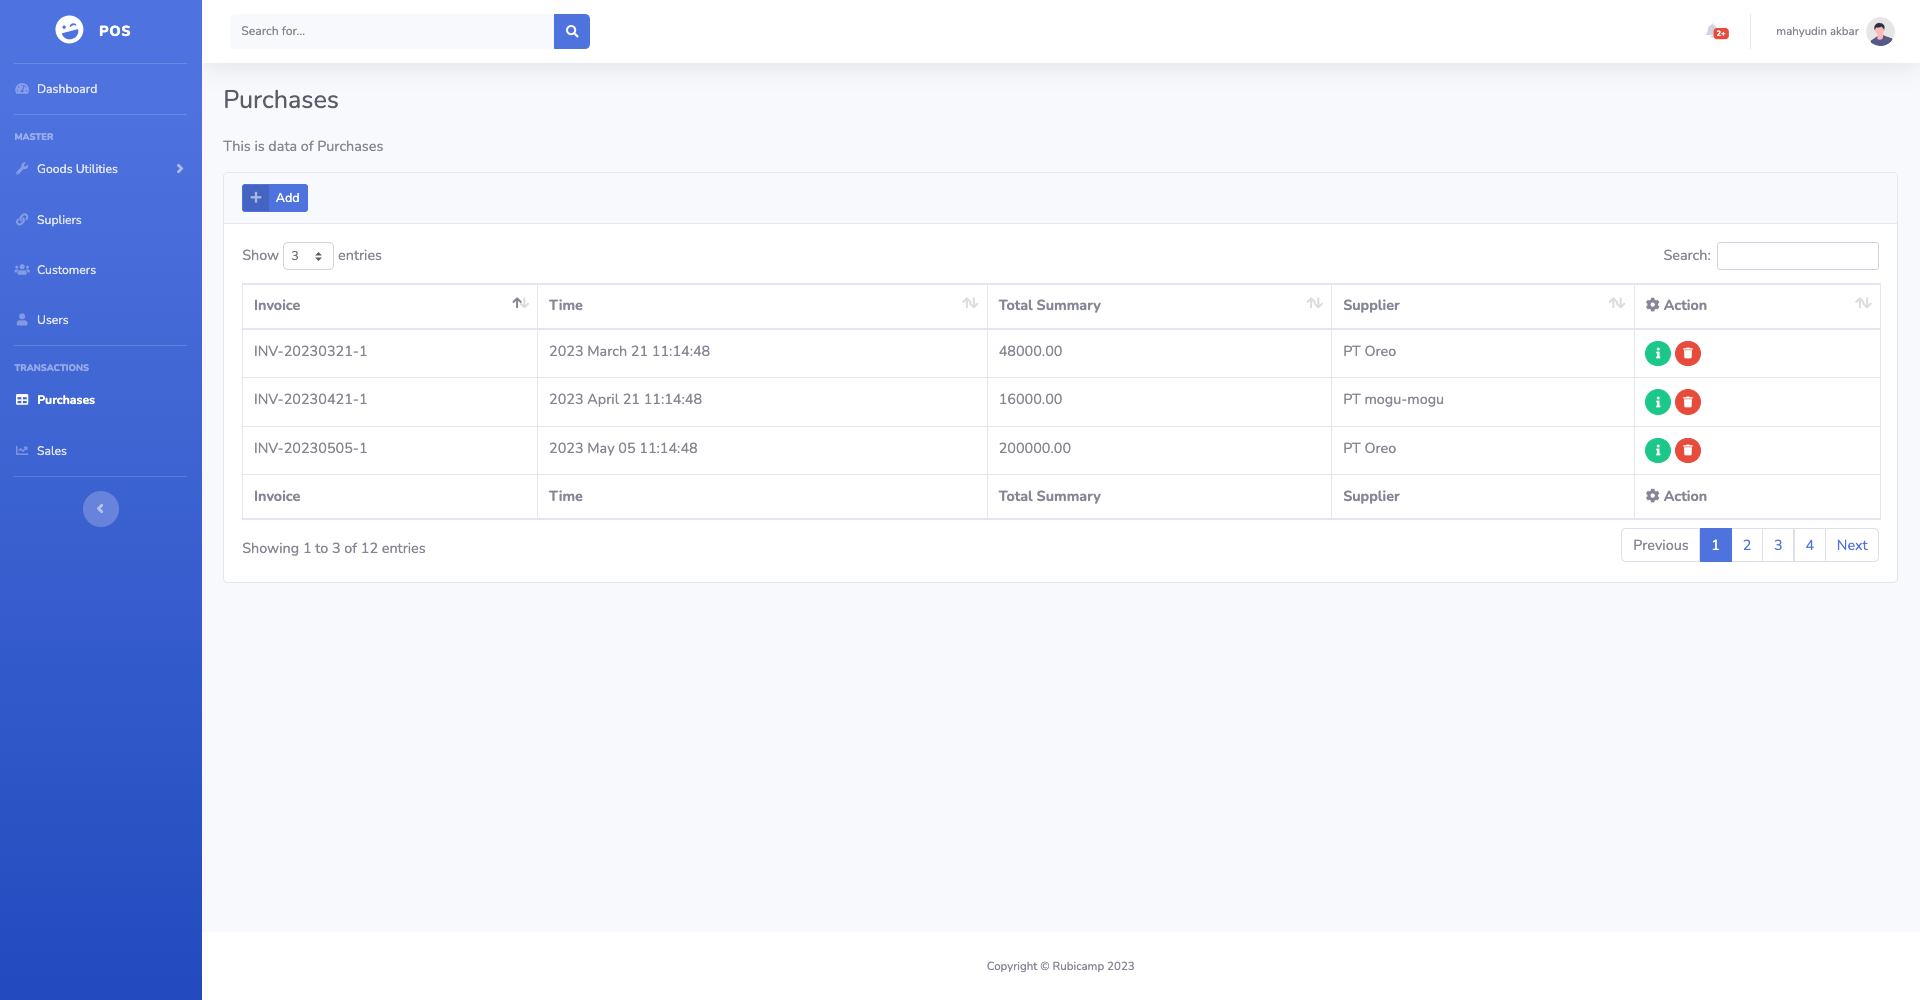 POS
Search for...
2+
mahyudin akbar
Dashboard
MASTER
Goods Utilities
Supliers
Customers
Users
TRANSACTIONS
Purchases
Sales
Purchases
This is data of Purchases
Add
Show 3 entries
Search:
Invoice Time Total Summary Supplier Action
INV-20230321-1 2023 March 21 11:14:48 48000.00 PT Oreo
INV-20230421-1 2023 April 21 11:14:48 16000.00 PT mogu-mogu
INV-20230505-1 2023 May 05 11:14:48 200000.00 PT Oreo
Invoice Time Total Summary Supplier Action
Showing 1 to 3 of 12 entries
Previous 1 2 3 4 Next
Copyright © Rubicamp 2023